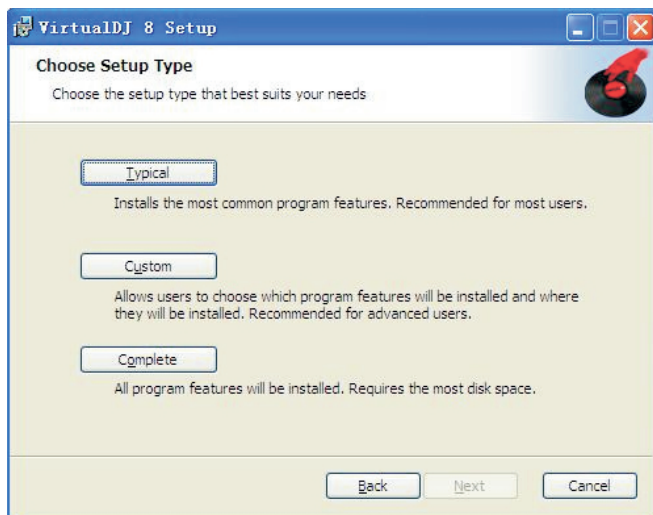 VirtualDJ 8 Setup
Choose Setup Type
Choose the setup type that best suits your needs
Typical
Installs the most common program features. Recommended for most users.
Custom
Allows users to choose which program features will be installed and where
they will be installed. Recommended for advanced users.
Complete
All program features will be installed. Requires the most disk space.
Back Next Cancel